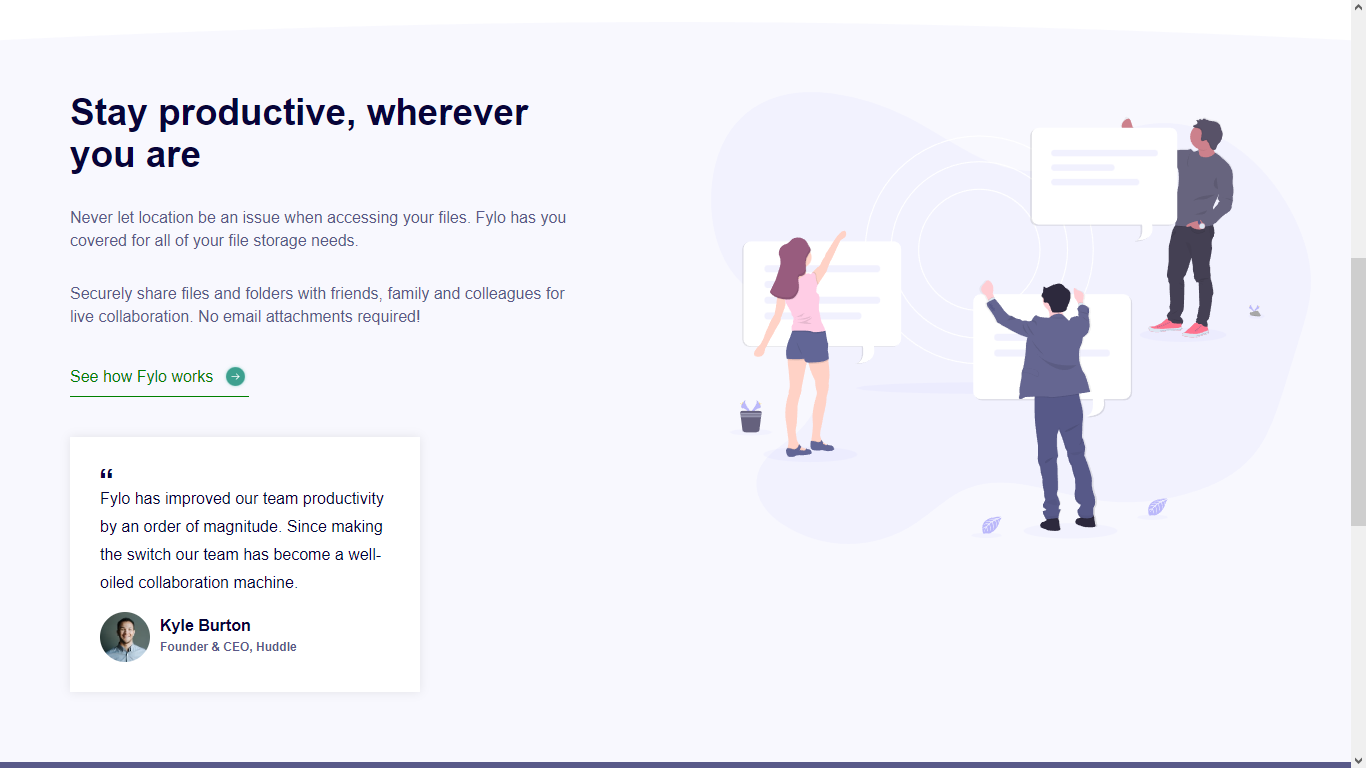 Stay productive, wherever
you are
Never let location be an issue when accessing your files. Fylo has you
covered for all of your file storage needs.
Securely share files and folders with friends, family and colleagues for
live collaboration. No email attachments required!
See how Fylo works
“
Fylo has improved our team productivity
by an order of magnitude. Since making
the switch our team has become a well-
oiled collaboration machine.
Kyle Burton
Founder & CEO, Huddle